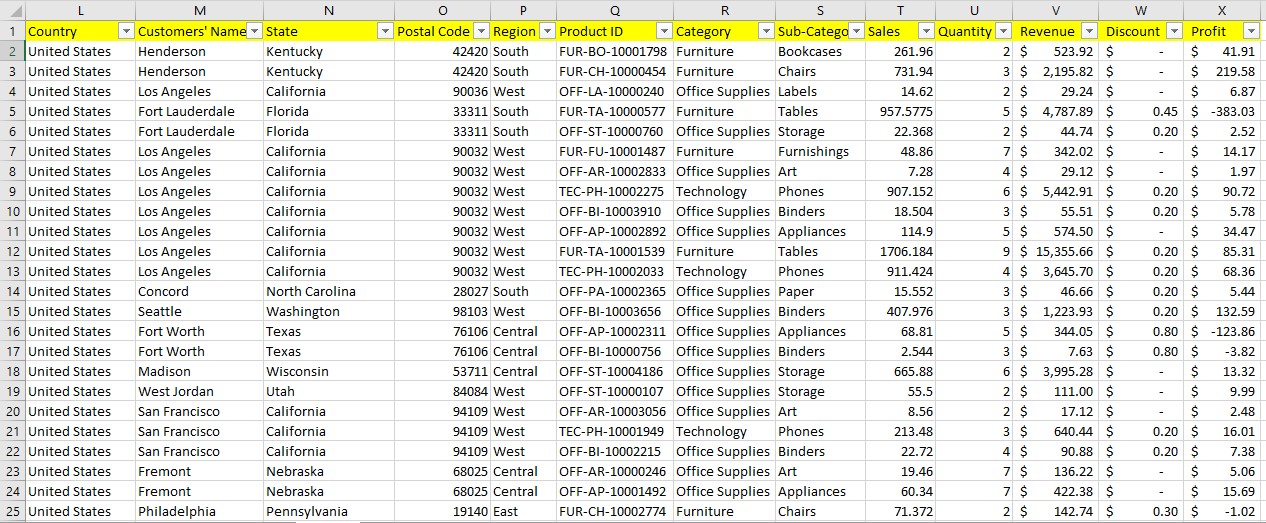 L M N O P Q R S T U V W X
1 Country Customers' Name State Postal Code Region Product ID Category Sub-Catego Sales Quantity Revenue Discount Profit
2 United States Henderson Kentucky 42420 South FUR-BO-10001798 Furniture Bookcases 261.96 2 $ 523.92 $ - $ 41.91
3 United States Henderson Kentucky 42420 South FUR-CH-10000454 Furniture Chairs 731.94 3 $ 2,195.82 $ - $ 219.58
4 United States Los Angeles California 90036 West OFF-LA-10000240 Office Supplies Labels 14.62 2 $ 29.24 $ - $ 6.87
5 United States Fort Lauderdale Florida 33311 South FUR-TA-10000577 Furniture Tables 957.5775 5 $ 4,787.89 $ 0.45 $ -383.03
6 United States Fort Lauderdale Florida 33311 South OFF-ST-10000760 Office Supplies Storage 22.368 2 $ 44.74 $ 0.20 $ 2.52
7 United States Los Angeles California 90032 West FUR-FU-10001487 Furniture Furnishings 48.86 7 $ 342.02 $ - $ 14.17
8 United States Los Angeles California 90032 West OFF-AR-10002833 Office Supplies Art 7.28 4 $ 29.12 $ - $ 1.97
9 United States Los Angeles California 90032 West TEC-PH-10002275 Technology Phones 907.152 6 $ 5,442.91 $ 0.20 $ 90.72
10 United States Los Angeles California 90032 West OFF-BI-10003910 Office Supplies Binders 18.504 3 $ 55.51 $ 0.20 $ 5.78
11 United States Los Angeles California 90032 West OFF-AP-10002892 Office Supplies Appliances 114.9 5 $ 574.50 $ - $ 34.47
12 United States Los Angeles California 90032 West FUR-TA-10001539 Furniture Tables 1706.184 9 $ 15,355.66 $ 0.20 $ 85.31
13 United States Los Angeles California 90032 West TEC-PH-10002033 Technology Phones 911.424 4 $ 3,645.70 $ 0.20 $ 68.36
14 United States Concord North Carolina 28027 South OFF-PA-10002365 Office Supplies Paper 15.552 3 $ 46.66 $ 0.20 $ 5.44
15 United States Seattle Washington 98103 West OFF-BI-10003656 Office Supplies Binders 407.976 3 $ 1,223.93 $ 0.20 $ 132.59
16 United States Fort Worth Texas 76106 Central OFF-AP-10002311 Office Supplies Appliances 68.81 5 $ 344.05 $ 0.80 $ -123.86
17 United States Fort Worth Texas 76106 Central OFF-BI-10000756 Office Supplies Binders 2.544 3 $ 7.63 $ 0.80 $ -3.82
18 United States Madison Wisconsin 53711 Central OFF-ST-10004186 Office Supplies Storage 665.88 6 $ 3,995.28 $ - $ 13.32
19 United States West Jordan Utah 84084 West OFF-ST-10000107 Office Supplies Storage 55.5 2 $ 111.00 $ - $ 9.99
20 United States San Francisco California 94109 West OFF-AR-10003056 Office Supplies Art 8.56 2 $ 17.12 $ - $ 2.48
21 United States San Francisco California 94109 West TEC-PH-10001949 Technology Phones 213.48 3 $ 640.44 $ 0.20 $ 16.01
22 United States San Francisco California 94109 West OFF-BI-10002215 Office Supplies Binders 22.72 4 $ 90.88 $ 0.20 $ 7.38
23 United States Fremont Nebraska 68025 Central OFF-AR-10000246 Office Supplies Art 19.46 7 $ 136.22 $ - $ 5.06
24 United States Fremont Nebraska 68025 Central OFF-AP-10001492 Office Supplies Appliances 60.34 7 $ 422.38 $ - $ 15.69
25 United States Philadelphia Pennsylvania 19140 East FUR-CH-10002774 Furniture Chairs 71.372 2 $ 142.74 $ 0.30 $ -1.02